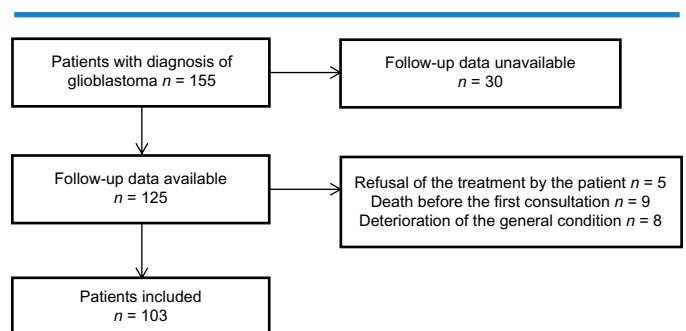 Patients with diagnosis of
glioblastoma n = 155
Follow-up data unavailable
n = 30
Follow-up data available
n = 125
Refusal of the treatment by the patient n = 5
Death before the first consultation n = 9
Deterioration of the general condition n = 8
Patients included
n = 103